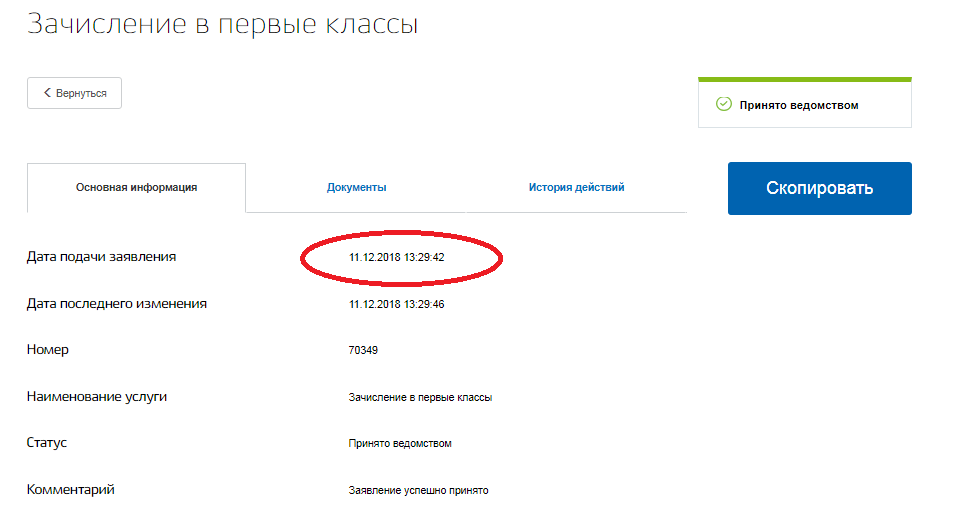 Зачисление в первые классы
Вернуться
Принято ведомством
Основная информация
Документы
История действий
Скопировать
Дата подачи заявления 11.12.2018 13:29:42
Дата последнего изменения 11.12.2018 13:29:46
Номер 70349
Наименование услуги Зачисление в первые классы
Статус Принято ведомством
Комментарий Заявление успешно принято